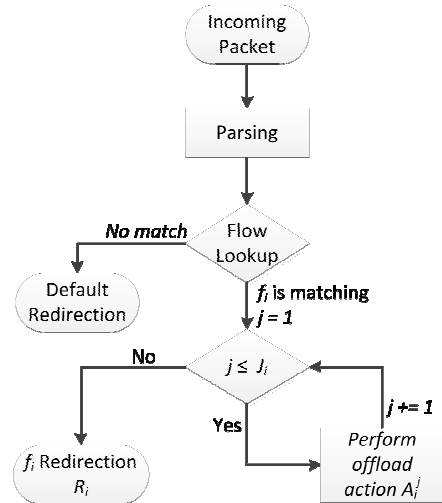 Incoming
Packet
Parsing
No match
Flow
Lookup
Default
Redirection
fᵢ is matching
j = 1
No
j ≤ Jᵢ
j += 1
Yes
fᵢ Redirection
Rᵢ
Perform
offload
action Aᵢʲ